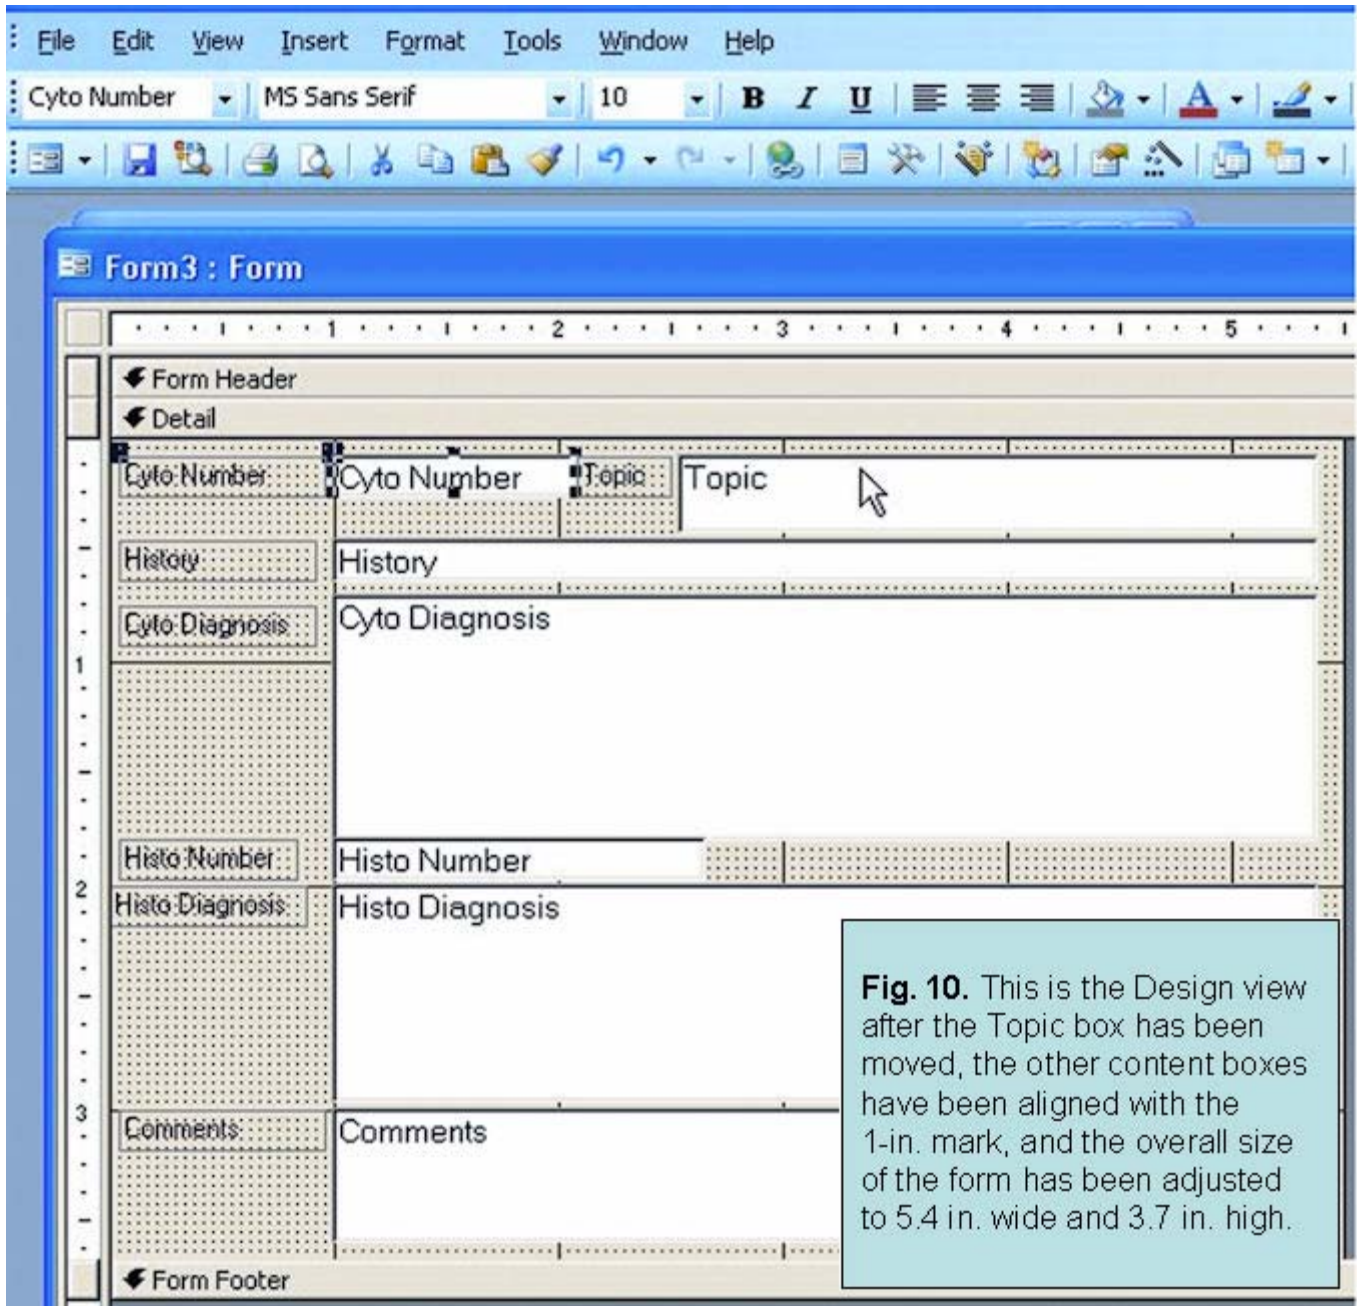 File Edit View Insert Format Tools Window Help
Cyto Number MS Sans Serif 10 B I U A
Form3 : Form
1 2 3 4 5
Form Header
Detail
Cyto Number Cyto Number Topic Topic
History History
Cyto Diagnosis Cyto Diagnosis
1
Histo Number Histo Number
2
Histo Diagnosis Histo Diagnosis
3
Comments Comments
Form Footer
Fig. 10. This is the Design view
after the Topic box has been
moved, the other content boxes
have been aligned with the
1-in. mark, and the overall size
of the form has been adjusted
to 5.4 in. wide and 3.7 in. high.